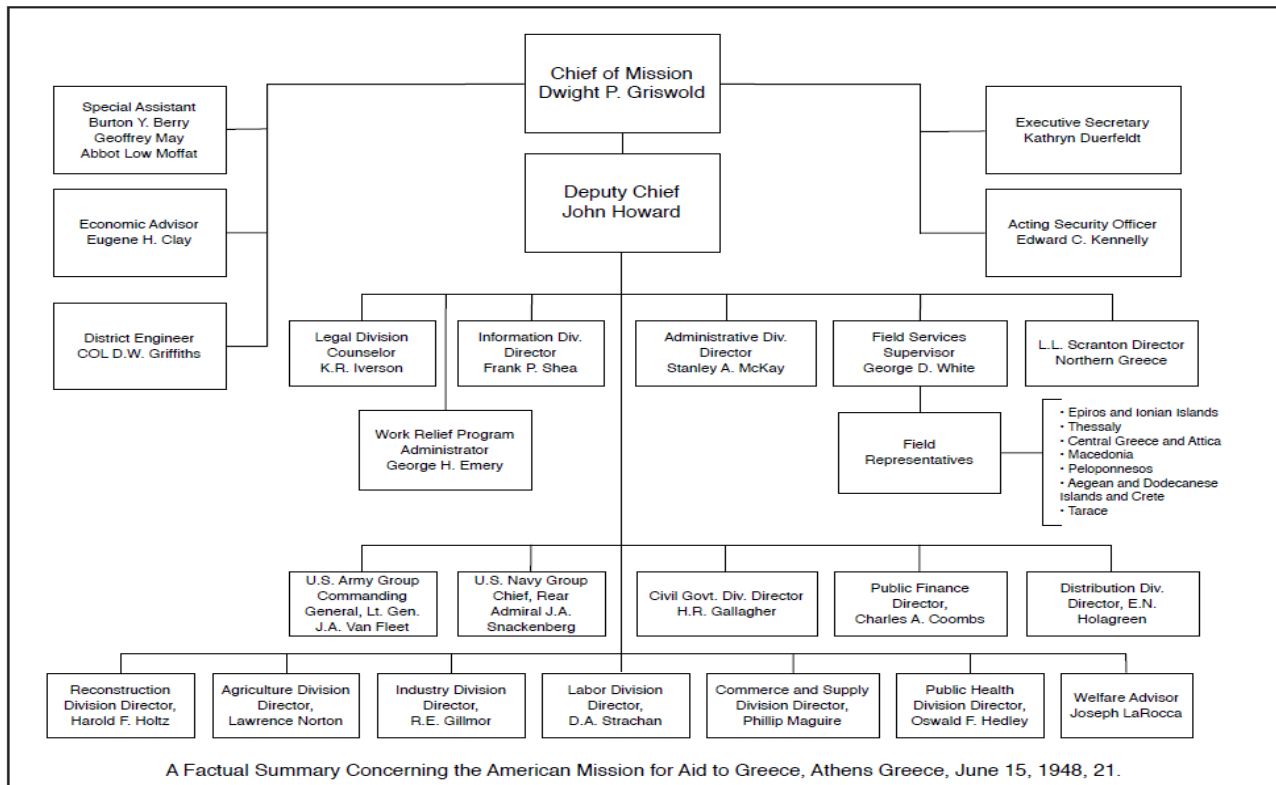 Chief of Mission
Dwight P. Griswold
Special Assistant
Burton Y. Berry
Geoffrey May
Abbot Low Moffat
Executive Secretary
Kathryn Duerfeldt
Deputy Chief
John Howard
Economic Advisor
Eugene H. Clay
Acting Security Officer
Edward C. Kennelly
District Engineer
COL D.W. Griffiths
Legal Division
Counselor
K.R. Iverson
Information Div.
Director
Frank P. Shea
Administrative Div.
Director
Stanley A. McKay
Field Services
Supervisor
George D. White
L.L. Scranton Director
Northern Greece
Work Relief Program
Administrator
George H. Emery
Field
Representatives
• Epiros and Ionian Islands
• Thessaly
• Central Greece and Attica
• Macedonia
• Peloponnesos
• Aegean and Dodecanese
Islands and Crete
• Tarace
U.S. Army Group
Commanding
General, Lt. Gen.
J.A. Van Fleet
U.S. Navy Group
Chief, Rear
Admiral J.A.
Snackenberg
Civil Govt. Div. Director
H.R. Gallagher
Public Finance
Director,
Charles A. Coombs
Distribution Div.
Director, E.N.
Holagreen
Reconstruction
Division Director,
Harold F. Holtz
Agriculture Division
Director,
Lawrence Norton
Industry Division
Director,
R.E. Gillmor
Labor Division
Director,
D.A. Strachan
Commerce and Supply
Division Director,
Phillip Maguire
Public Health
Division Director,
Oswald F. Hedley
Welfare Advisor
Joseph LaRocca
A Factual Summary Concerning the American Mission for Aid to Greece, Athens Greece, June 15, 1948, 21.